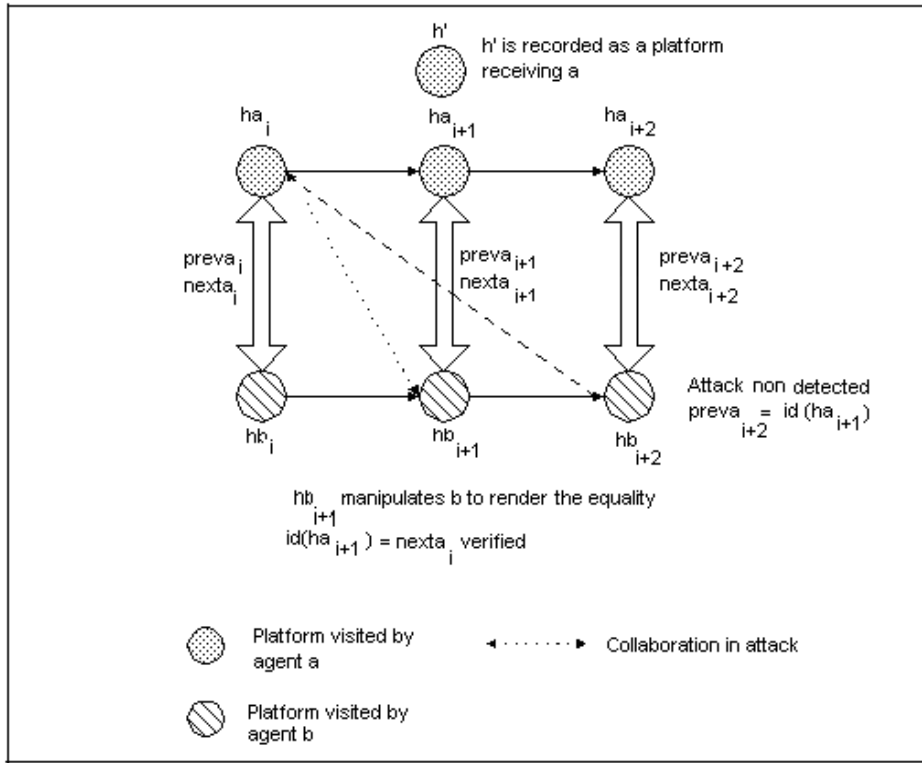 h'
h' is recorded as a platform
receiving a
ha i
ha i+1
ha i+2
preva i
nexta i
preva i+1
nexta i+1
preva i+2
nexta i+2
hb i
hb i+1
hb i+2
Attack non detected
preva i+2 = id (ha i+1)
hb i+1 manipulates b to render the equality
id(ha i+1) = nexta i verified
Platform visited by
agent a
Collaboration in attack
Platform visited by
agent b